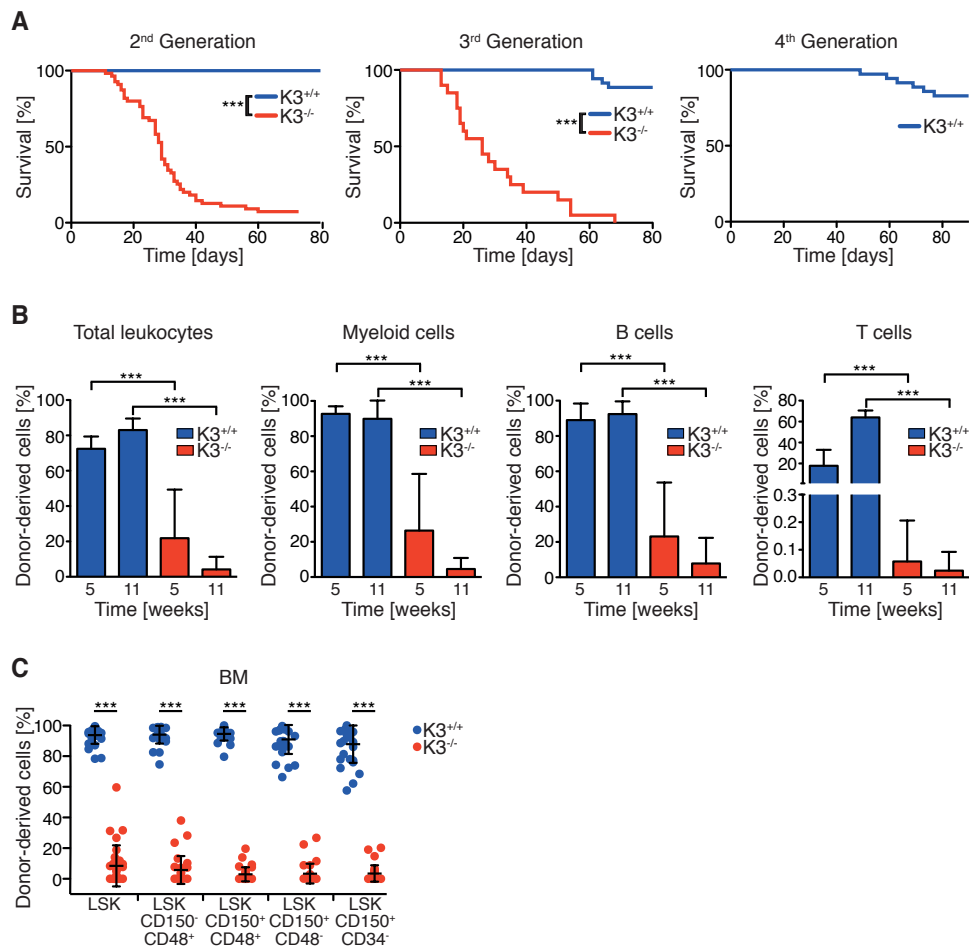 A
2nd Generation
Survival [%]
100
50
0
0 20 40 60 80
Time [days]
***
K3+/+
K3-/-
3rd Generation
Survival [%]
100
50
0
0 20 40 60 80
Time [days]
***
K3+/+
K3-/-
4th Generation
Survival [%]
100
50
0
0 20 40 60 80
Time [days]
K3+/+
B
Total leukocytes
Donor-derived cells [%]
100
80
60
40
20
0
***
***
K3+/+
K3-/-
5 11 5 11
Time [weeks]
Myeloid cells
Donor-derived cells [%]
100
80
60
40
20
0
***
***
K3+/+
K3-/-
5 11 5 11
Time [weeks]
B cells
Donor-derived cells [%]
100
80
60
40
20
0
***
***
K3+/+
K3-/-
5 11 5 11
Time [weeks]
T cells
Donor-derived cells [%]
80
60
40
20
0.3
0.2
0.1
0.0
***
***
K3+/+
K3-/-
5 11 5 11
Time [weeks]
C
BM
Donor-derived cells [%]
100
80
60
40
20
0
*** *** *** *** ***
K3+/+
K3-/-
LSK LSK LSK LSK LSK
CD150- CD150+ CD150+ CD150+
CD48+ CD48+ CD48- CD34-